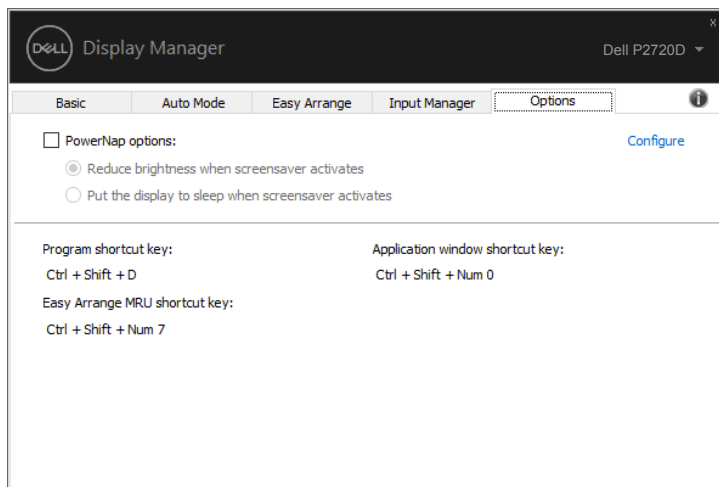 x
DELL Display Manager Dell P2720D
Basic Auto Mode Easy Arrange Input Manager Options
PowerNap options: Configure
Reduce brightness when screensaver activates
Put the display to sleep when screensaver activates
Program shortcut key: Application window shortcut key:
Ctrl + Shift + D Ctrl + Shift + Num 0
Easy Arrange MRU shortcut key:
Ctrl + Shift + Num 7